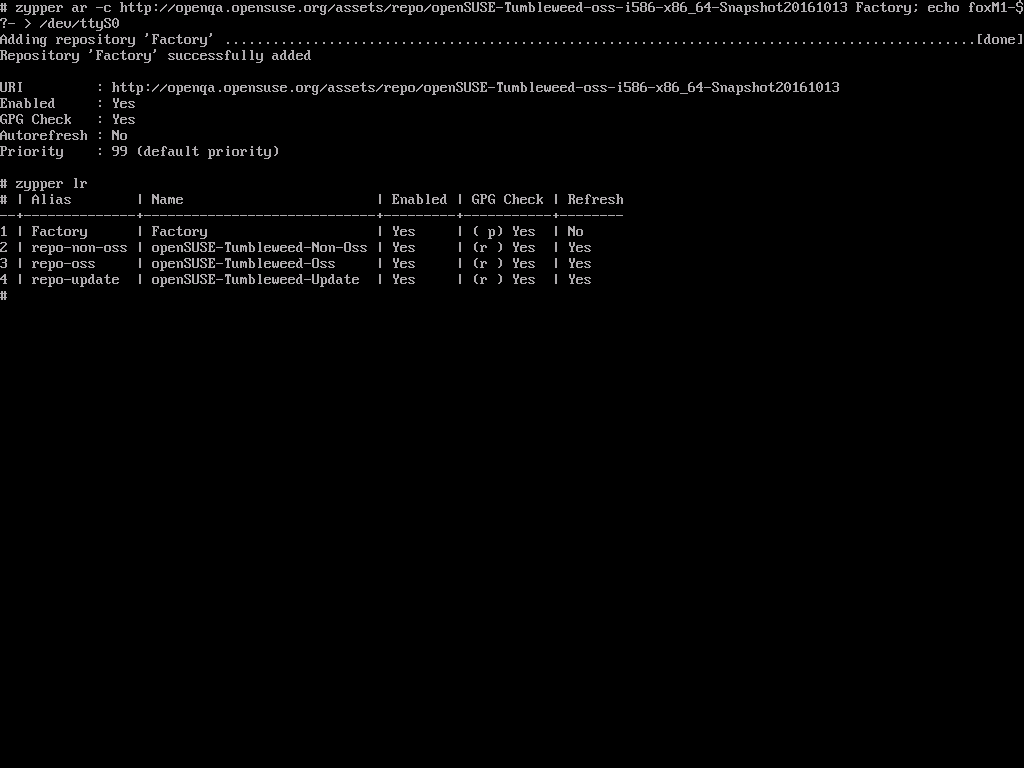 # zypper ar -c http://openqa.opensuse.org/assets/repo/openSUSE-Tumbleweed-oss-i586-x86_64-Snapshot20161013 Factory; echo foxM1-$
?- > /dev/ttyS0
Adding repository 'Factory' ..............................................................................................[done]
Repository 'Factory' successfully added

URI         : http://openqa.opensuse.org/assets/repo/openSUSE-Tumbleweed-oss-i586-x86_64-Snapshot20161013
Enabled     : Yes
GPG Check   : Yes
Autorefresh : No
Priority    : 99 (default priority)

# zypper lr
# | Alias        | Name                        | Enabled | GPG Check | Refresh
--+--------------+-----------------------------+---------+-----------+--------
1 | Factory      | Factory                     | Yes     | ( p) Yes  | No
2 | repo-non-oss | openSUSE-Tumbleweed-Non-Oss | Yes     | (r ) Yes  | Yes
3 | repo-oss     | openSUSE-Tumbleweed-Oss     | Yes     | (r ) Yes  | Yes
4 | repo-update  | openSUSE-Tumbleweed-Update  | Yes     | (r ) Yes  | Yes
#